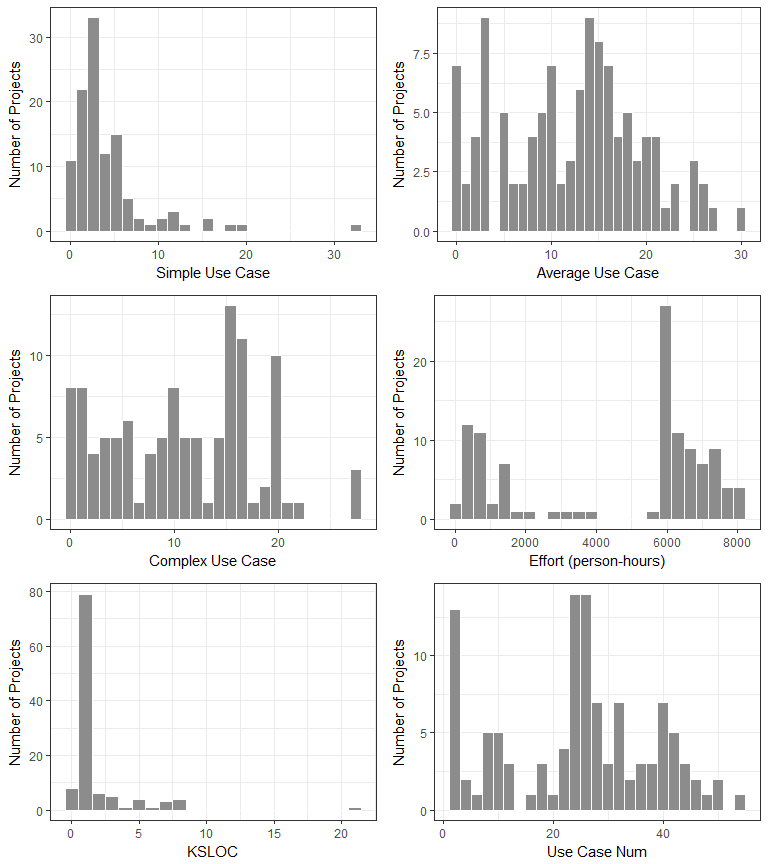 Number of Projects
30
20
10
0
0 10 20 30
Simple Use Case
Number of Projects
7.5
5.0
2.5
0.0
0 10 20 30
Average Use Case
Number of Projects
10
5
0
0 10 20
Complex Use Case
Number of Projects
20
10
0
0 2000 4000 6000 8000
Effort (person-hours)
Number of Projects
80
60
40
20
0
0 5 10 15 20
KSLOC
Number of Projects
10
5
0
0 20 40
Use Case Num